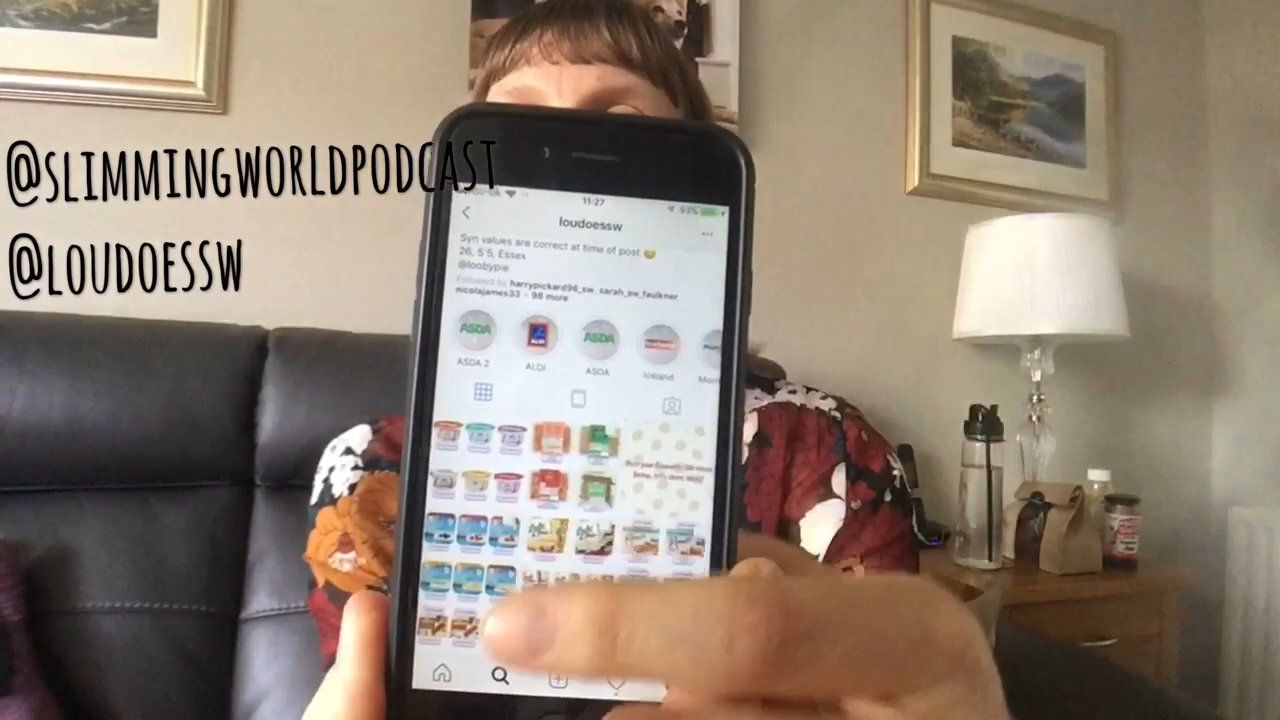 @SLIMMINGWORLDPODCAST
@LOUDOESSW
11:27
93%
loudoessw
Syn values are correct at time of post 😊
26, 5'5, Essex
@loobypie
Followed by harrypickard96_sw, sarah_sw_faulkner
nicolajames33 + 98 more
ASDA
ALDI
ASDA
Iceland
ASDA 2
ALDI
ASDA
Iceland